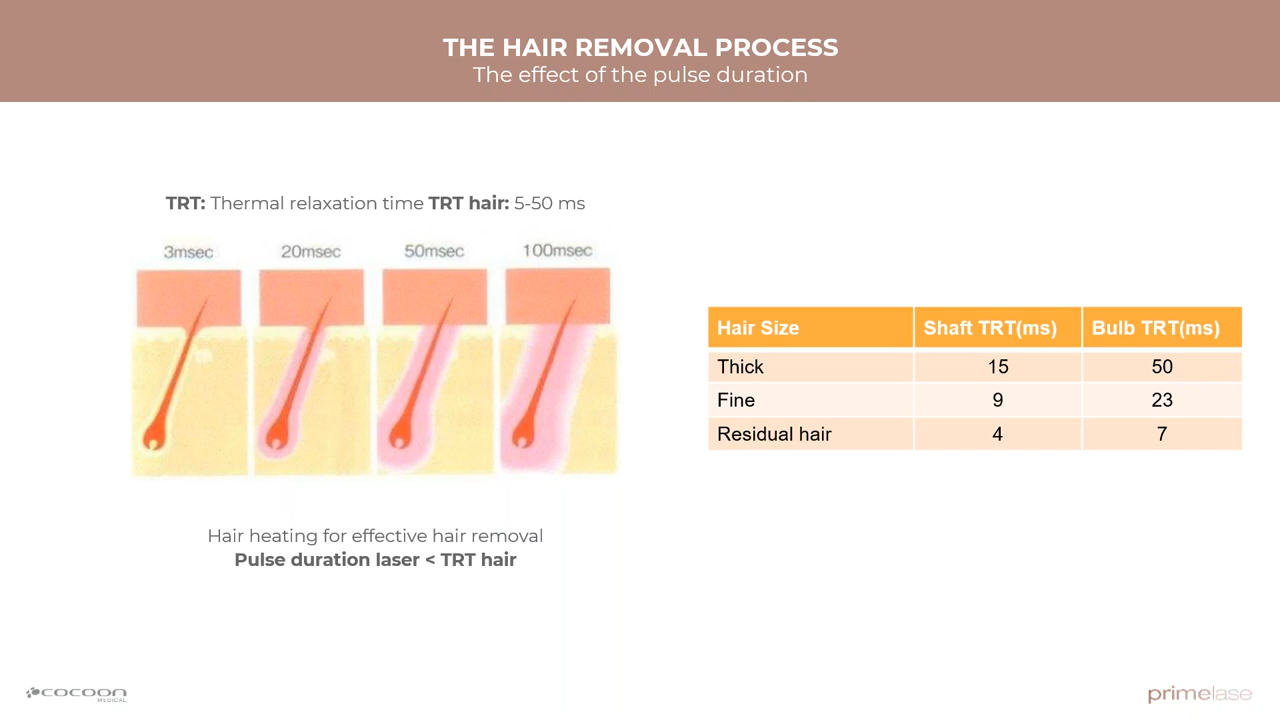 THE HAIR REMOVAL PROCESS
The effect of the pulse duration
TRT: Thermal relaxation time TRT hair: 5-50 ms
3msec 20msec 50msec 100msec
Hair Size Shaft TRT(ms) Bulb TRT(ms)
Thick 15 50
Fine 9 23
Residual hair 4 7
Hair heating for effective hair removal
Pulse duration laser < TRT hair
cocoon
MEDICAL
primelase